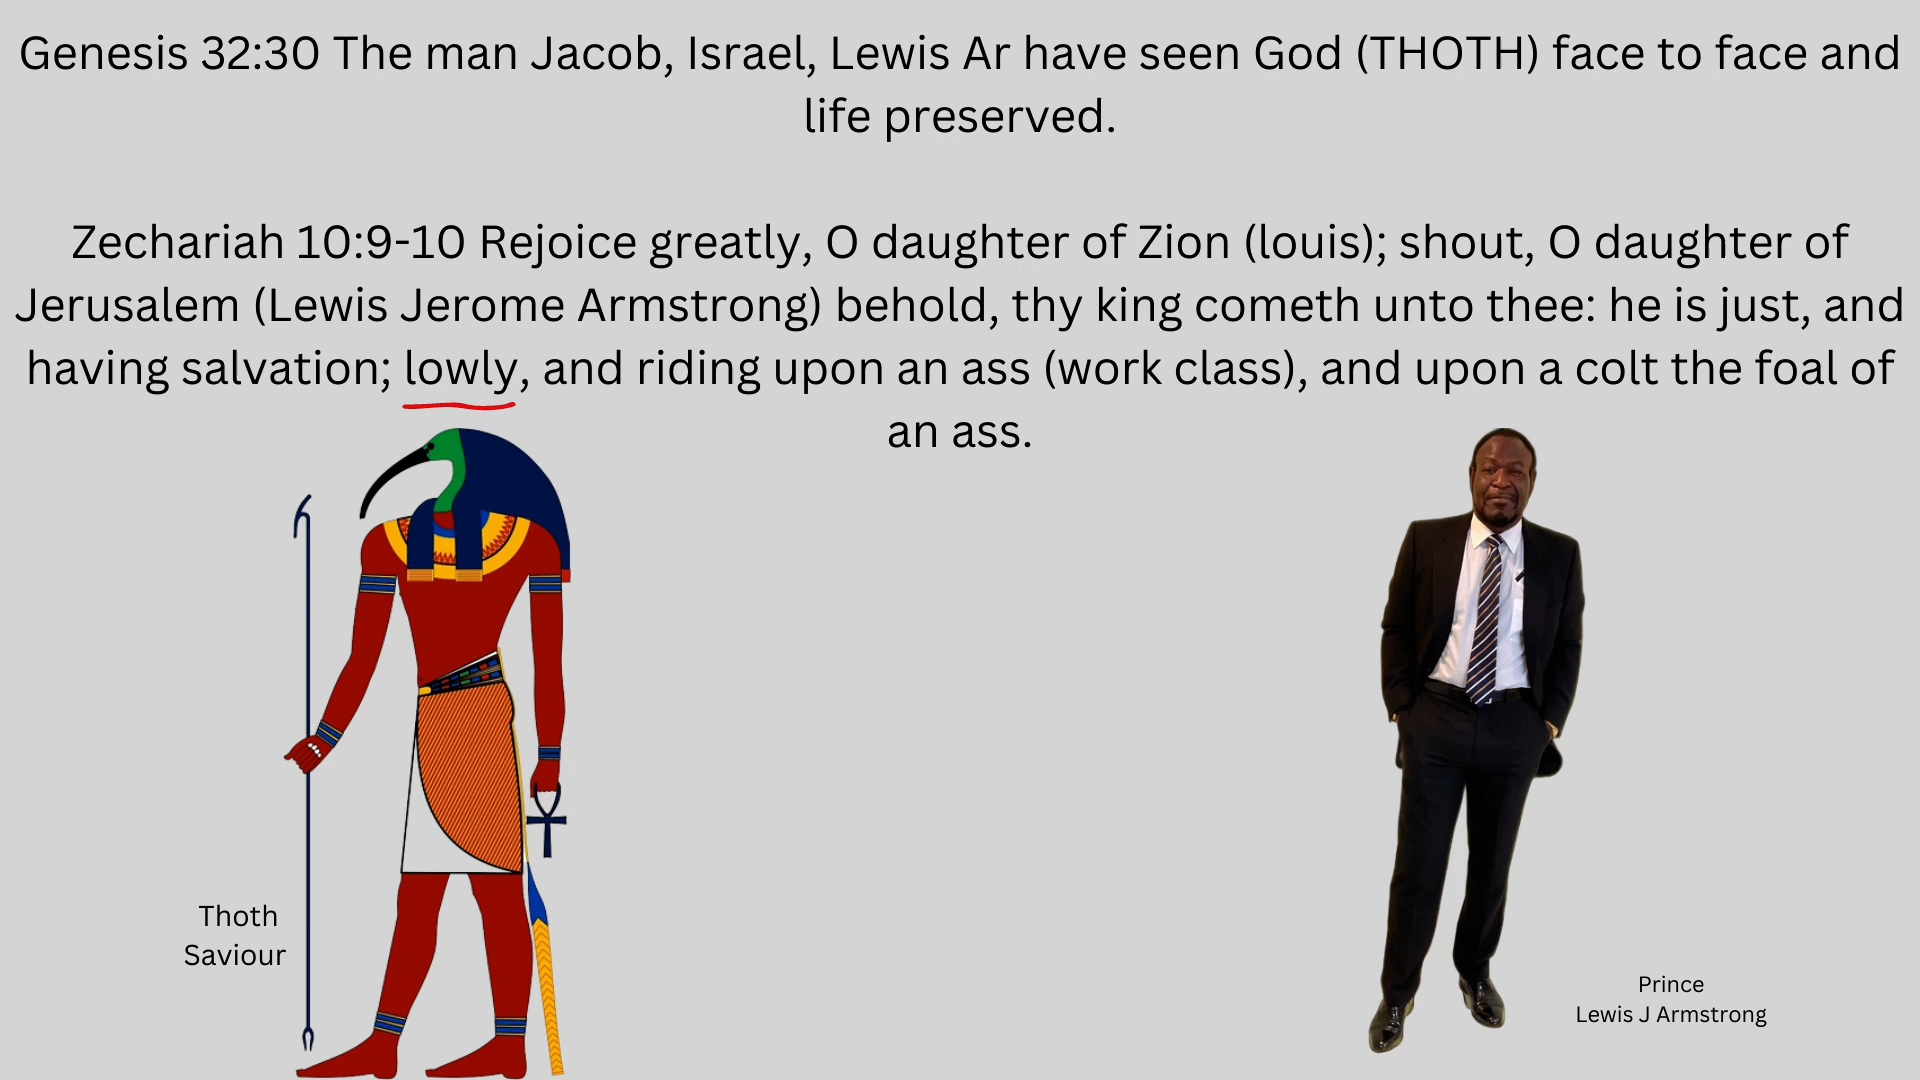 Genesis 32:30 The man Jacob, Israel, Lewis Ar have seen God (THOTH) face to face and
life preserved.
Zechariah 10:9-10 Rejoice greatly, O daughter of Zion (louis); shout, O daughter of
Jerusalem (Lewis Jerome Armstrong) behold, thy king cometh unto thee: he is just, and
having salvation; lowly, and riding upon an ass (work class), and upon a colt the foal of
an ass.
Thoth
Saviour
Prince
Lewis J Armstrong